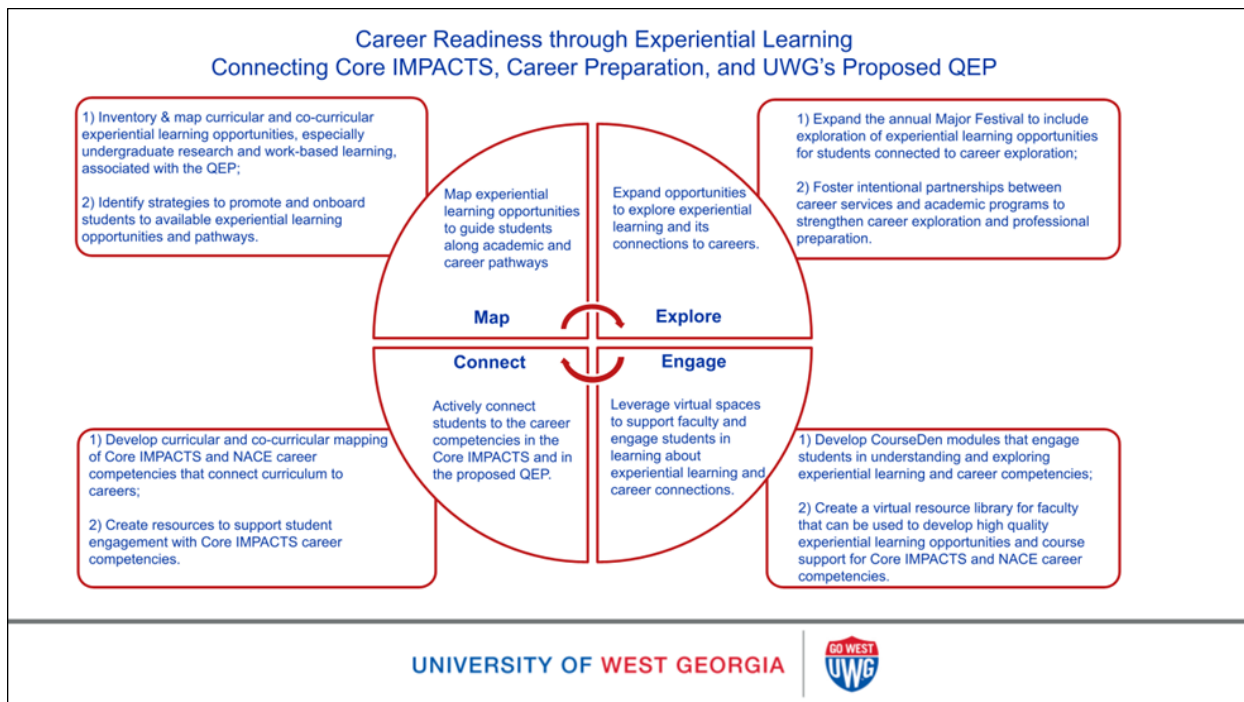 Career Readiness through Experiential Learning
Connecting Core IMPACTS, Career Preparation, and UWG's Proposed QEP
1) Inventory & map curricular and co-curricular
experiential learning opportunities, especially
undergraduate research and work-based learning,
associated with the QEP;
2) Identify strategies to promote and onboard
students to available experiential learning
opportunities and pathways.
Map experiential
learning opportunities
to guide students
along academic and
career pathways
Map
Expand opportunities
to explore experiential
learning and its
connections to careers.
Explore
1) Expand the annual Major Festival to include
exploration of experiential learning opportunities
for students connected to career exploration;
2) Foster intentional partnerships between
career services and academic programs to
strengthen career exploration and professional
preparation.
Connect
Actively connect
students to the career
competencies in the
Core IMPACTS and in
the proposed QEP.
Engage
Leverage virtual spaces
to support faculty and
engage students in
learning about
experiential learning and
career connections.
1) Develop curricular and co-curricular mapping
of Core IMPACTS and NACE career
competencies that connect curriculum to
careers;
2) Create resources to support student
engagement with Core IMPACTS career
competencies.
1) Develop CourseDen modules that engage
students in understanding and exploring
experiential learning and career competencies;
2) Create a virtual resource library for faculty
that can be used to develop high quality
experiential learning opportunities and course
support for Core IMPACTS and NACE career
competencies.
UNIVERSITY OF WEST GEORGIA
GO WEST
UWG